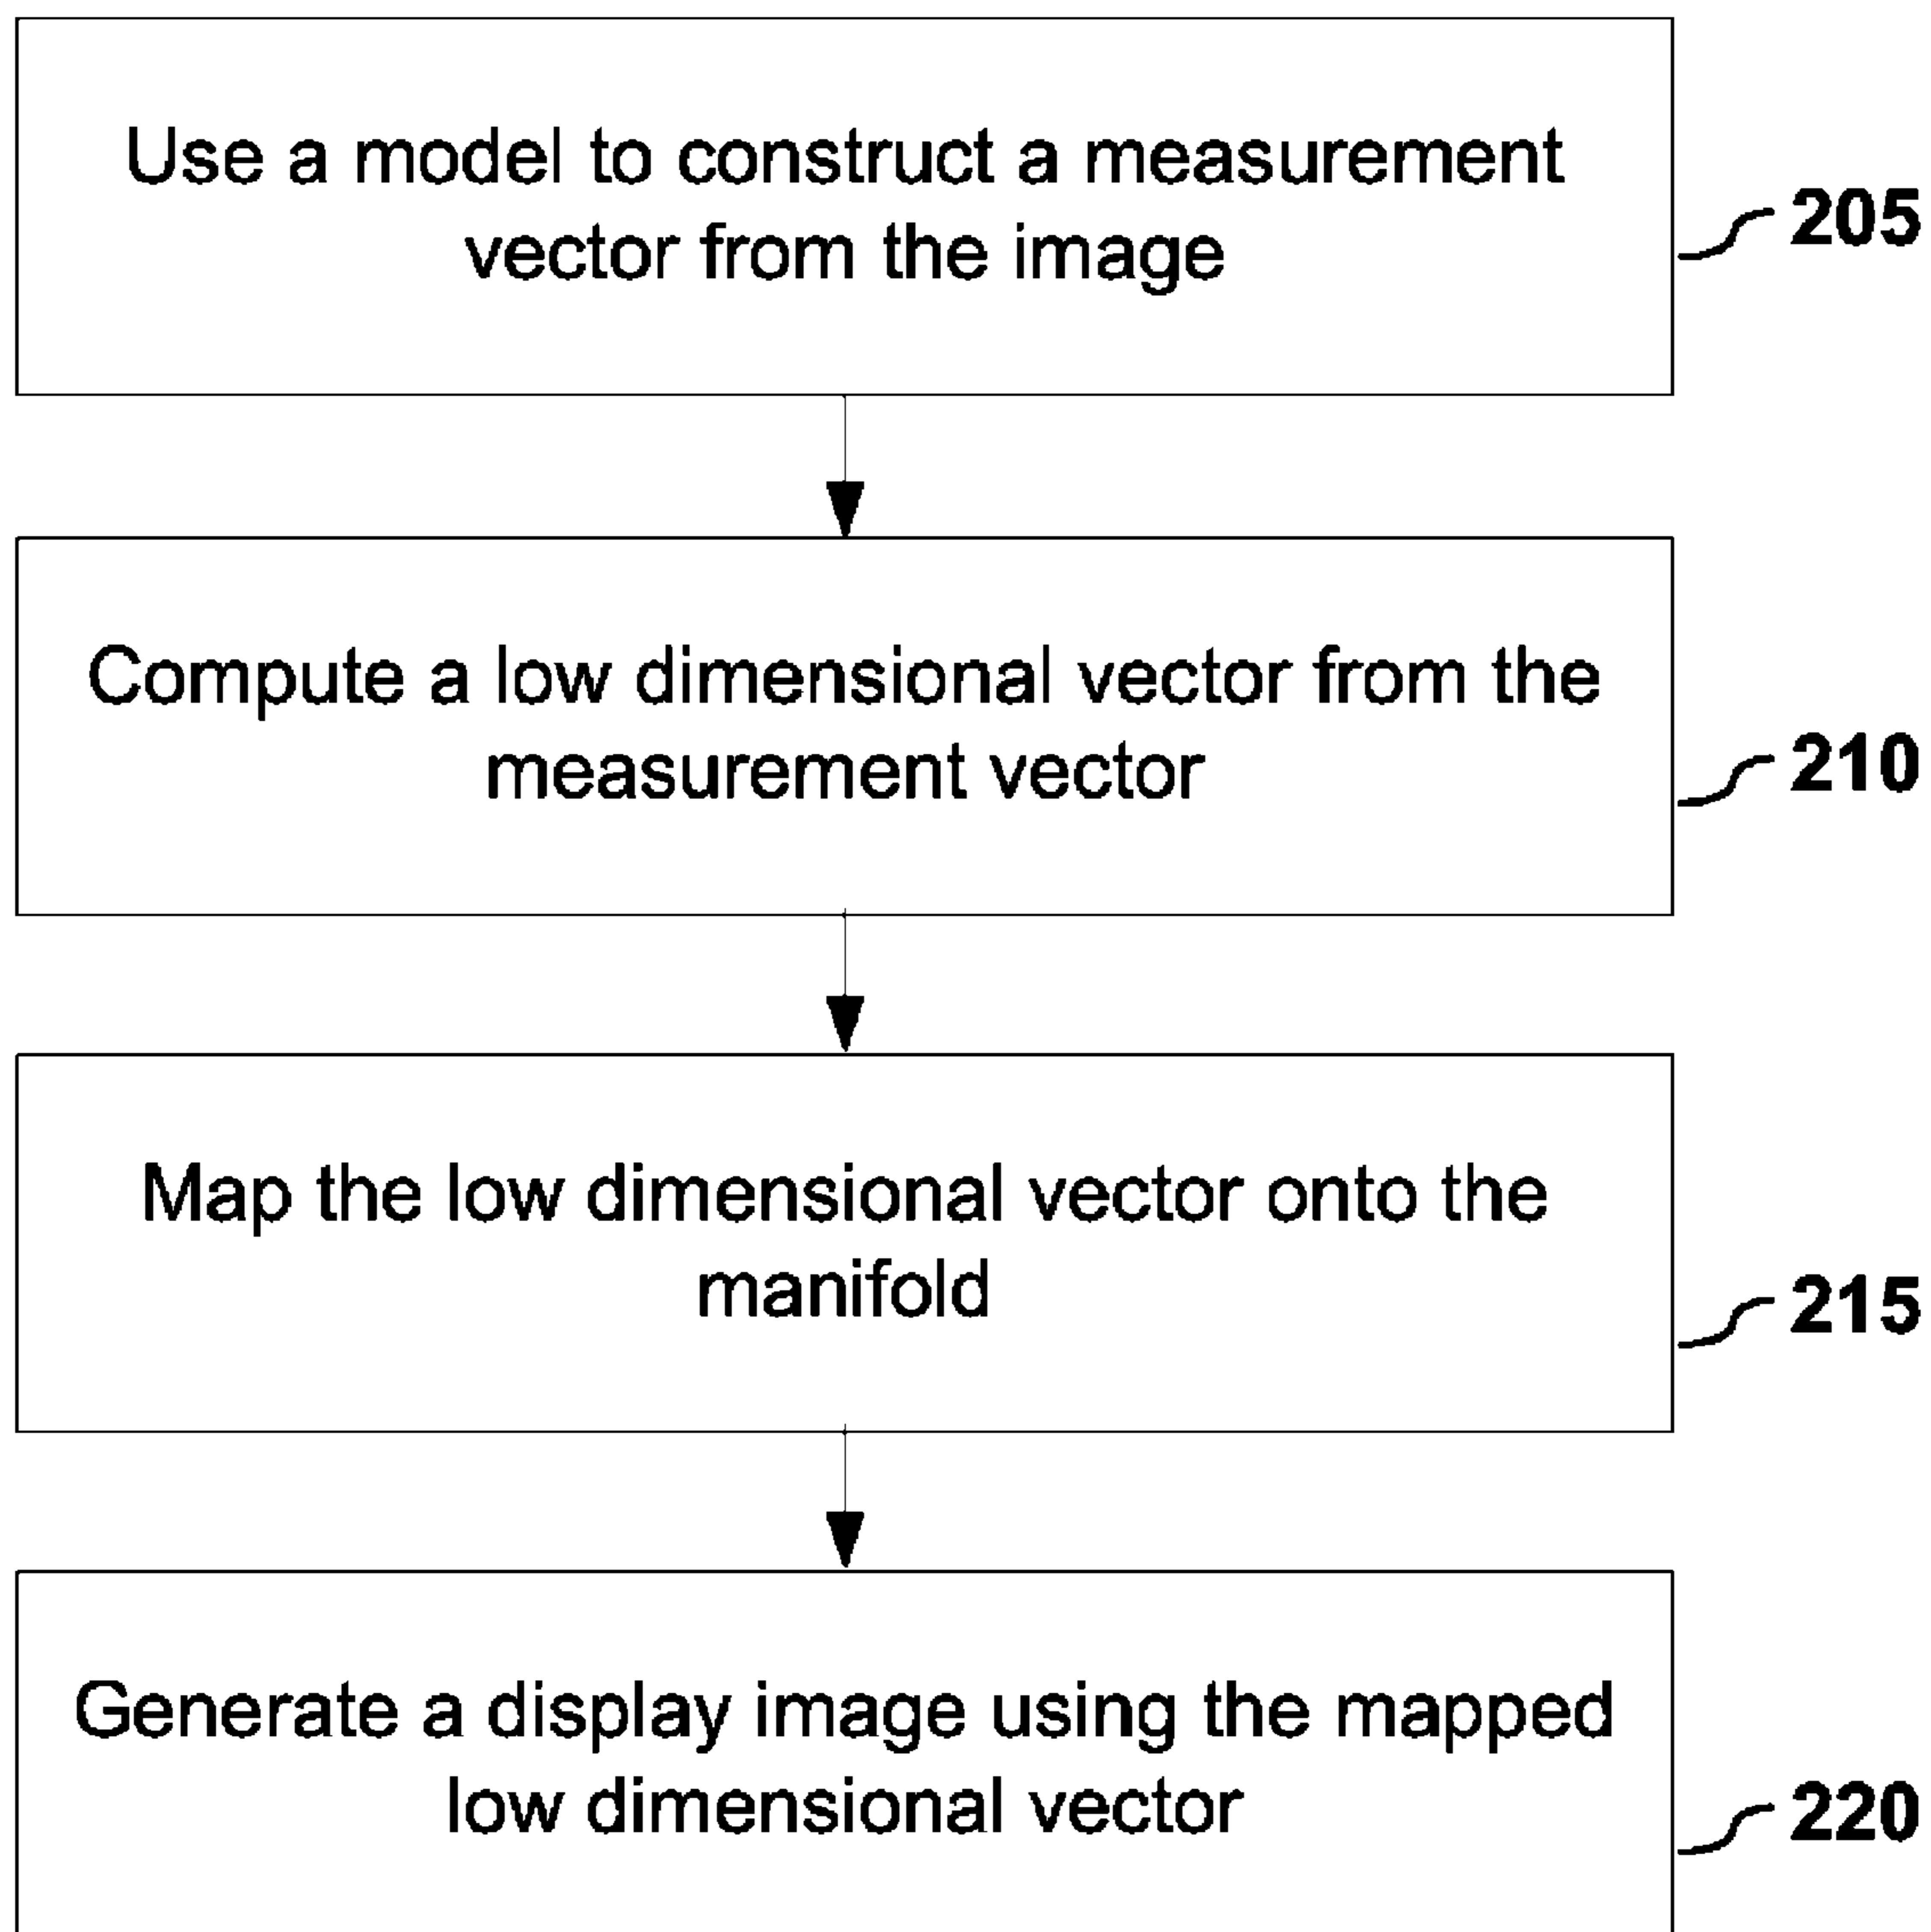 Use a model to construct a measurement
vector from the image
205
Compute a low dimensional vector from the
measurement vector
210
Map the low dimensional vector onto the
manifold
215
Generate a display image using the mapped
low dimensional vector
220